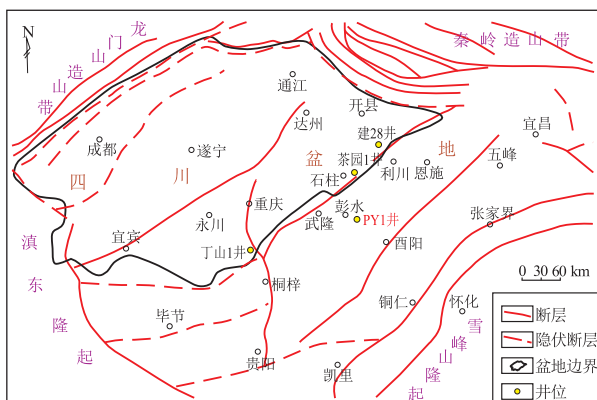 N
龙门山造山带
秦岭造山带
通江
开县
达州
建28井
宜昌
成都
遂宁
四川盆地
茶园1井
石柱
利川
恩施
五峰
重庆
永川
武隆
彭水
PY1井
张家界
宜宾
丁山1井
酉阳
滇东隆起
桐梓
0 30 60 km
毕节
铜仁
怀化
雪峰山隆起
贵阳
凯里
断层
隐伏断层
盆地边界
井位